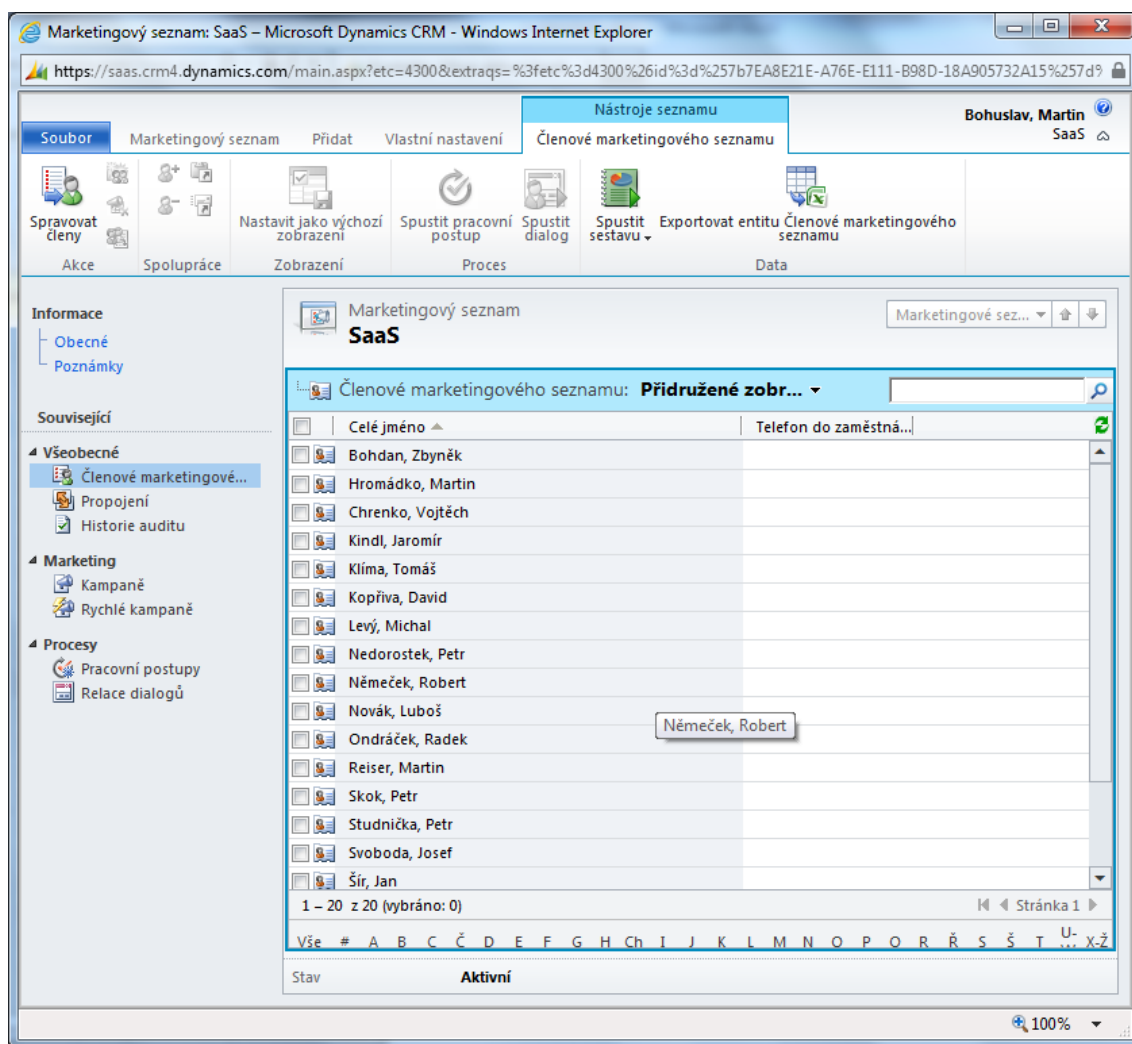 Marketingový seznam: SaaS – Microsoft Dynamics CRM - Windows Internet Explorer
https://saas.crm4.dynamics.com/main.aspx?etc=4300&extraqs=%3fetc%3d4300%26id%3d%257b7EA8E21E-A76E-E111-B98D-18A905732A15%257d%
Nástroje seznamu
Bohuslav, Martin
SaaS
Soubor Marketingový seznam Přidat Vlastní nastavení Členové marketingového seznamu
Spravovat členy
Nastavit jako výchozí zobrazení
Spustit pracovní postup
Spustit dialog
Spustit sestavu
Exportovat entitu Členové marketingového seznamu
Akce Spolupráce Zobrazení Proces Data
Informace
Obecné
Poznámky
Související
Všeobecné
Členové marketingové...
Propojení
Historie auditu
Marketing
Kampaně
Rychlé kampaně
Procesy
Pracovní postupy
Relace dialogů
Marketingový seznam
SaaS
Marketingové sez...
Členové marketingového seznamu: Přidružené zobr...
Celé jméno Telefon do zaměstná...
Bohdan, Zbyněk
Hromádko, Martin
Chrenko, Vojtěch
Kindl, Jaromír
Klíma, Tomáš
Kopřiva, David
Levý, Michal
Nedorostek, Petr
Němeček, Robert
Novák, Luboš
Němeček, Robert
Ondráček, Radek
Reiser, Martin
Skok, Petr
Studnička, Petr
Svoboda, Josef
Šír, Jan
1 – 20 z 20 (vybráno: 0) Stránka 1
Vše # A B C Č D E F G H Ch I J K L M N O P Q R Ř S Š T U- X-Ž
Stav Aktivní
100%